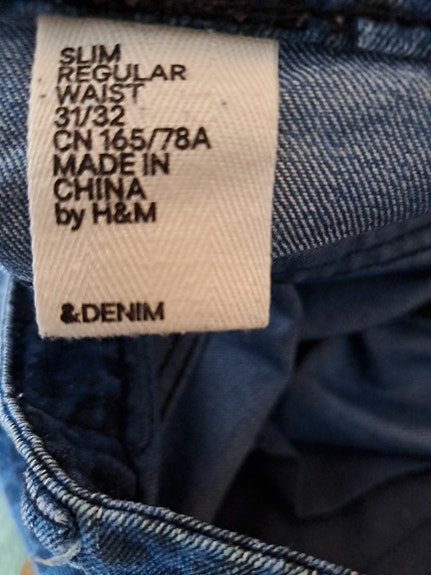 SLIM
REGULAR
WAIST
31/32
CN 165/78A
MADE IN
CHINA
by H&M
&DENIM